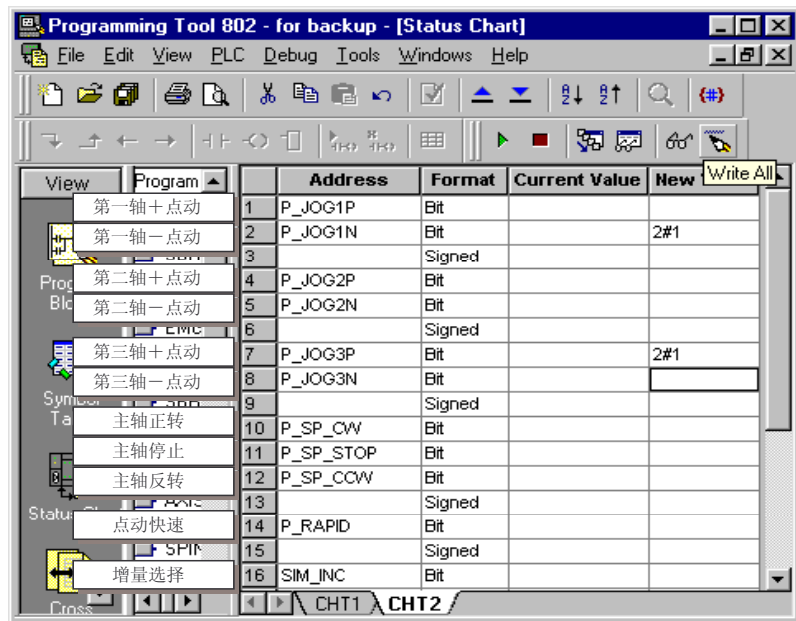 Programming Tool 802 - for backup - [Status Chart]
File Edit View PLC Debug Tools Windows Help
Write All
View Program
Address Format Current Value New
第一轴＋点动 1 P_JOG1P Bit
第一轴－点动 2 P_JOG1N Bit 2#1
3 Signed
第二轴＋点动 4 P_JOG2P Bit
第二轴－点动 5 P_JOG2N Bit
EMG 6 Signed
第三轴＋点动 7 P_JOG3P Bit 2#1
第三轴－点动 8 P_JOG3N Bit
9 Signed
主轴正转 10 P_SP_CW Bit
主轴停止 11 P_SP_STOP Bit
主轴反转 12 P_SP_CCW Bit
AXIS 13 Signed
点动快速 14 P_RAPID Bit
15 Signed
增量选择 16 SIM_INC Bit
Cross
CHT1 CHT2